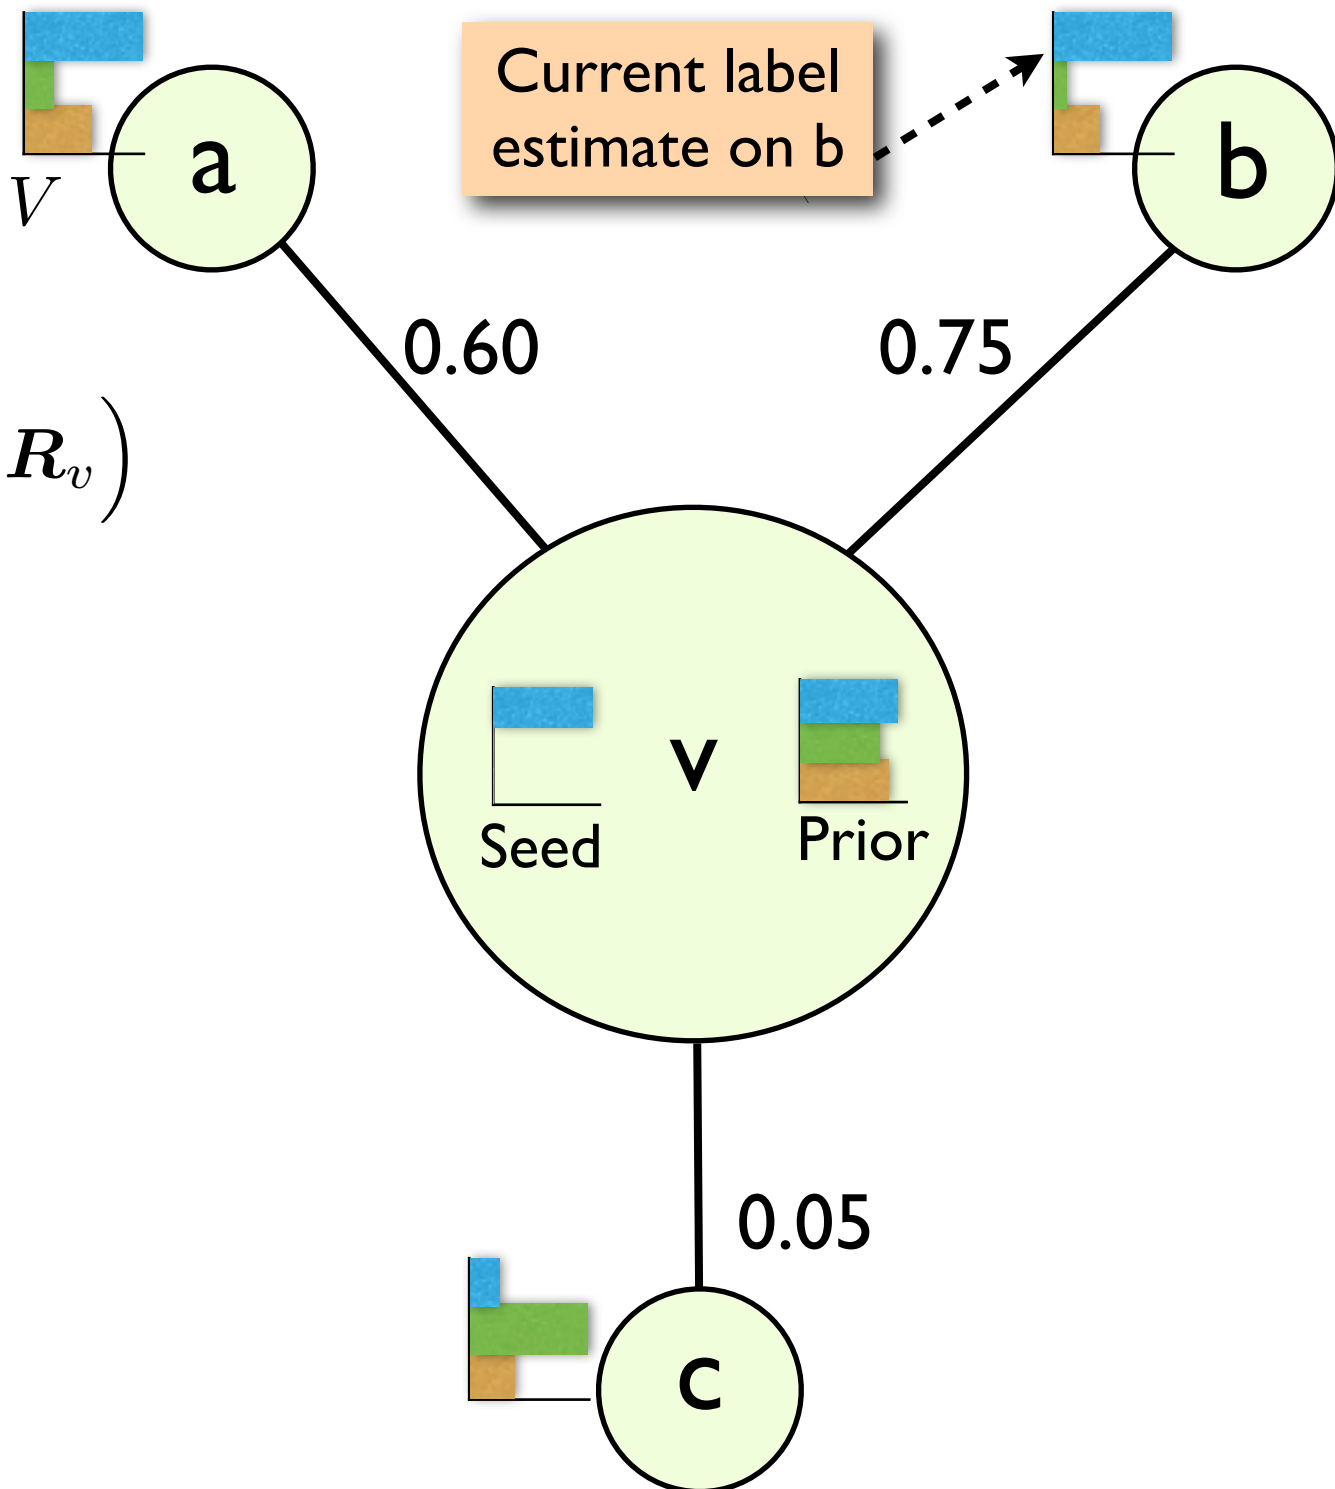 Current label
estimate on b
a
b
V
0.60
0.75
R_v)
v
Seed
Prior
0.05
c